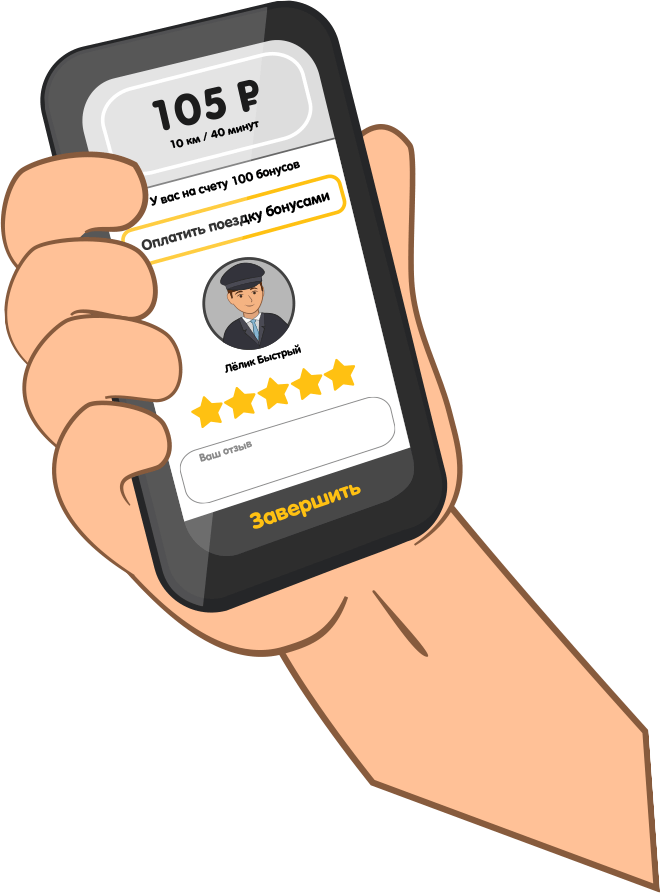 105 ₽
10 км / 40 минут
У вас на счету 100 бонусов
Оплатить поездку бонусами
Лёлик Быстрый
Ваш отзыв
Завершить